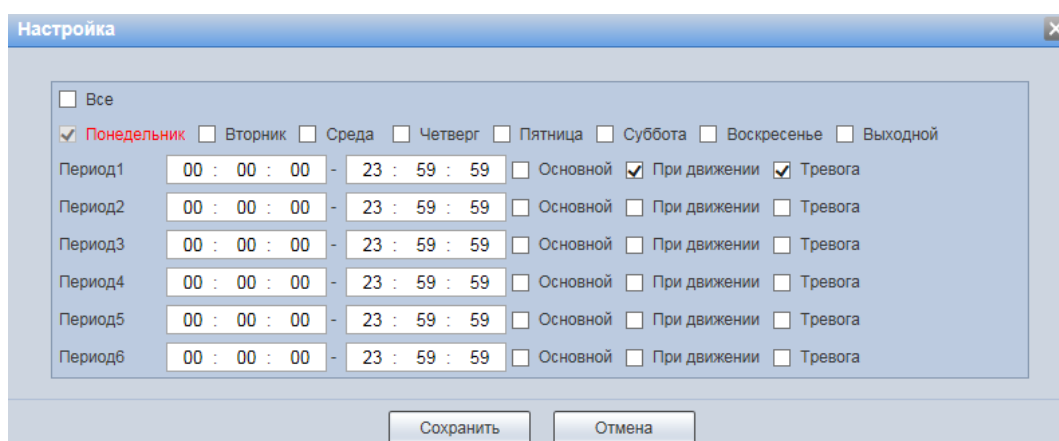 Настройка
Все
Понедельник Вторник Среда Четверг Пятница Суббота Воскресенье Выходной
Период1 00 : 00 : 00 - 23 : 59 : 59 Основной При движении Тревога
Период2 00 : 00 : 00 - 23 : 59 : 59 Основной При движении Тревога
Период3 00 : 00 : 00 - 23 : 59 : 59 Основной При движении Тревога
Период4 00 : 00 : 00 - 23 : 59 : 59 Основной При движении Тревога
Период5 00 : 00 : 00 - 23 : 59 : 59 Основной При движении Тревога
Период6 00 : 00 : 00 - 23 : 59 : 59 Основной При движении Тревога
Сохранить Отмена